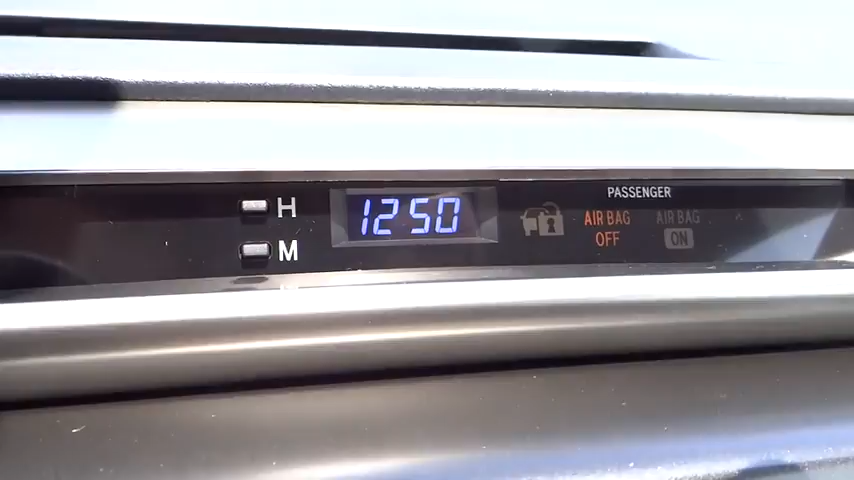 H
M
1250
PASSENGER
AIR BAG
OFF
AIR BAG
ON